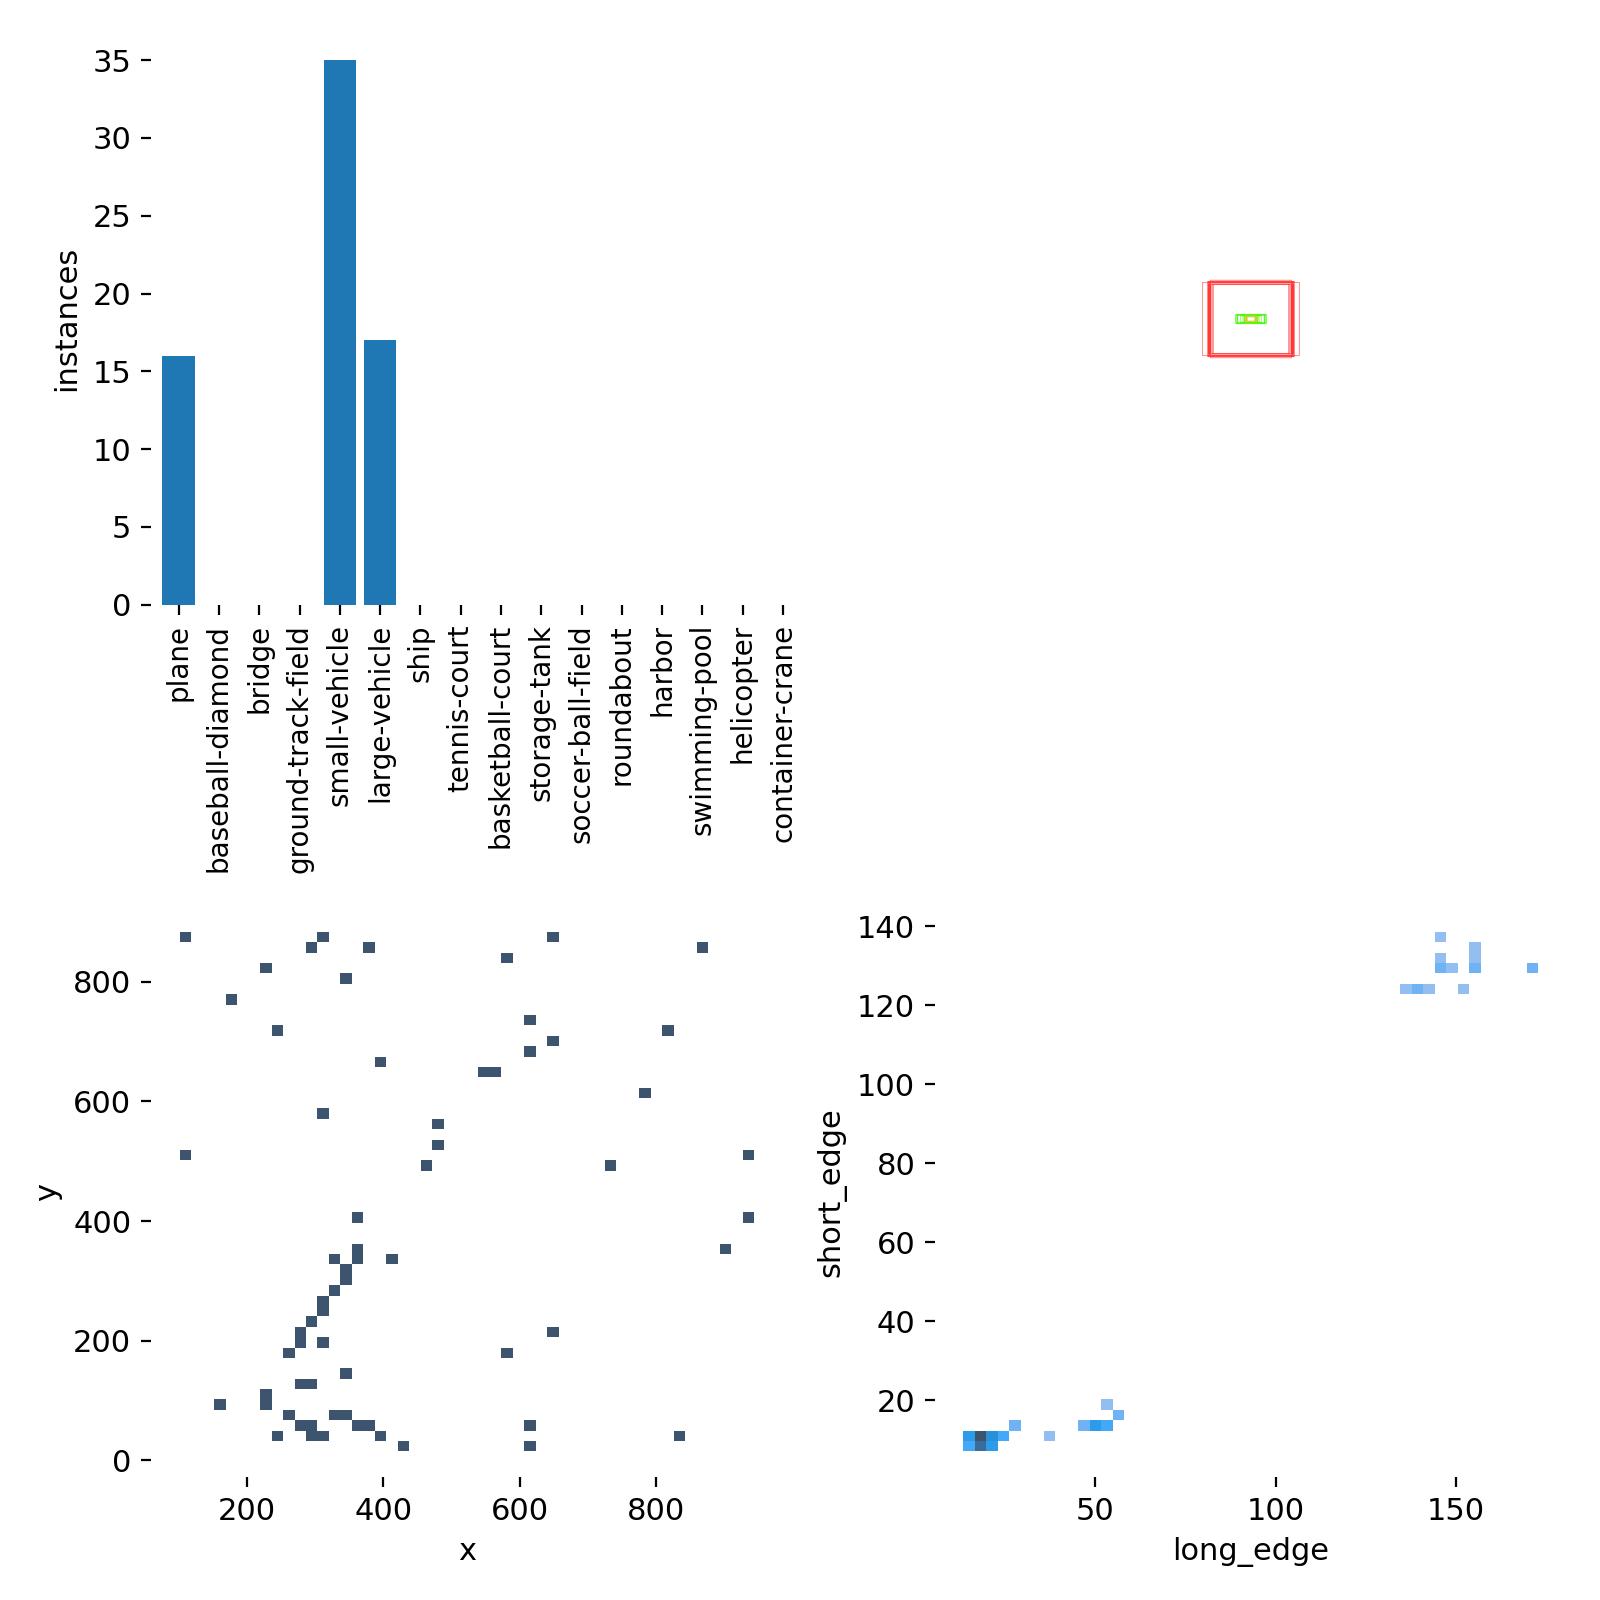 35
30
25
20
15
10
5
0
instances
plane
baseball-diamond
bridge
ground-track-field
small-vehicle
large-vehicle
ship
tennis-court
basketball-court
storage-tank
soccer-ball-field
roundabout
harbor
swimming-pool
helicopter
container-crane
800
600
400
200
0
y
200 400 600 800
x
140
120
100
80
60
40
20
short_edge
50 100 150
long_edge